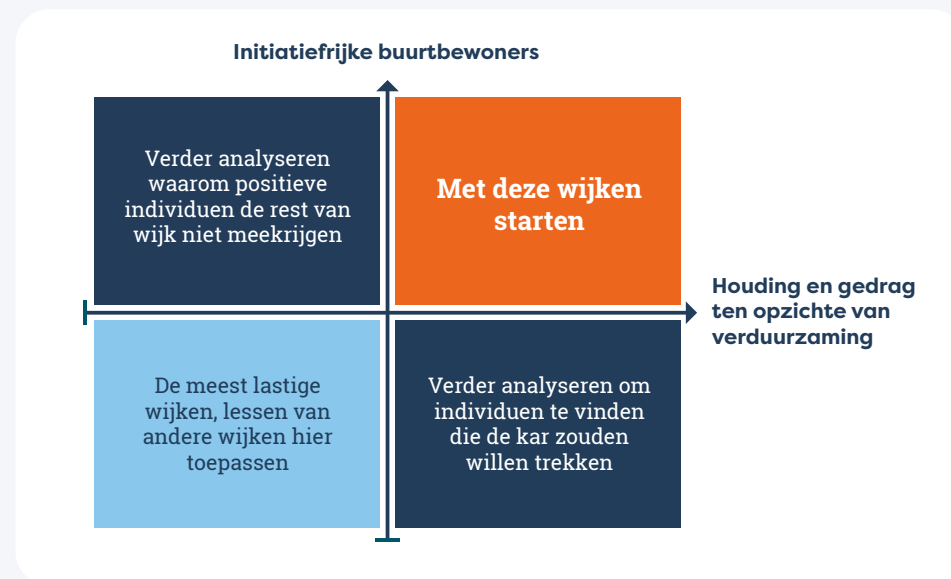 Initiatiefrijke buurtbewoners
Verder analyseren
waarom positieve
individuen de rest van
wijk niet meekrijgen
Met deze wijken
starten
Houding en gedrag
ten opzichte van
verduurzaming
De meest lastige
wijken, lessen van
andere wijken hier
toepassen
Verder analyseren om
individuen te vinden
die de kar zouden
willen trekken